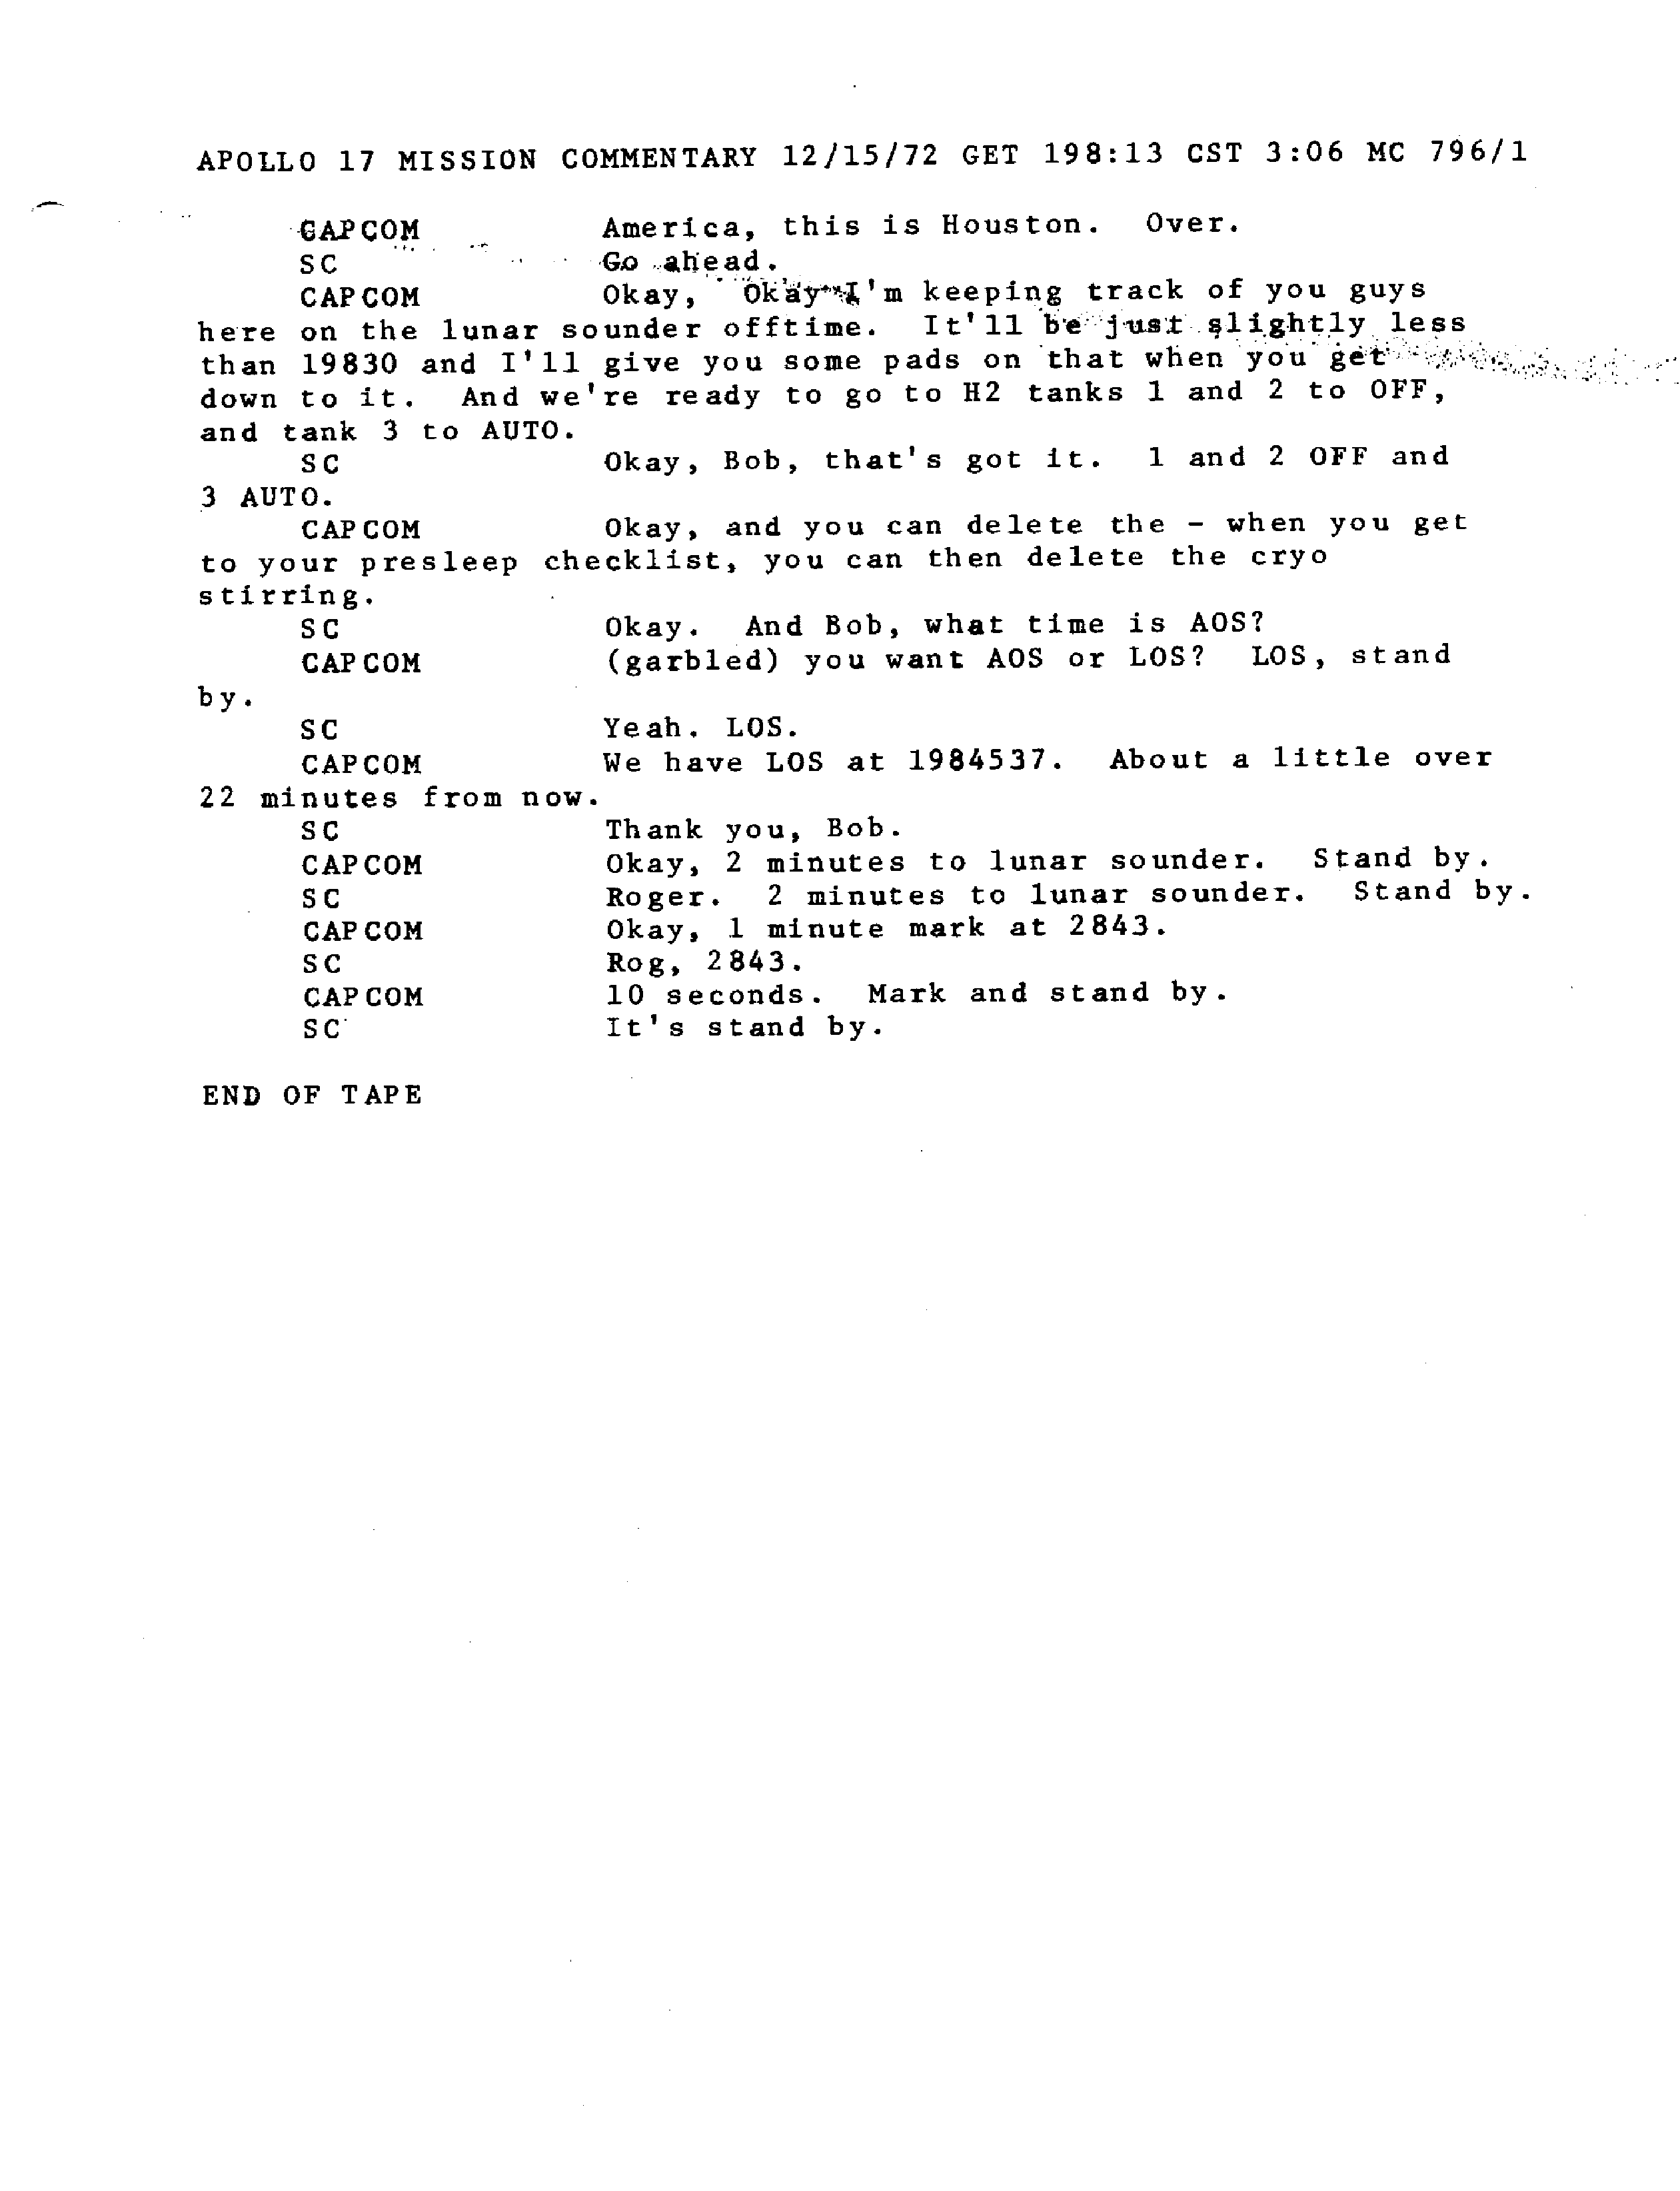 APOLLO 17 MISSION COMMENTARY 12/15/72 GET 198:13 CST 3:06 MC 796/1
CAPCOM America, this is Houston. Over.
SC Go ahead.
CAPCOM Okay, Okay I'm keeping track of you guys
here on the lunar sounder offtime. It'll be just slightly less
than 19830 and I'll give you some pads on that when you get
down to it. And we're ready to go to H2 tanks 1 and 2 to OFF,
and tank 3 to AUTO.
SC Okay, Bob, that's got it. 1 and 2 OFF and
3 AUTO.
CAPCOM Okay, and you can delete the - when you get
to your presleep checklist, you can then delete the cryo
stirring.
SC Okay. And Bob, what time is AOS?
CAPCOM (garbled) you want AOS or LOS? LOS, stand
by.
SC Yeah. LOS.
CAPCOM We have LOS at 1984537. About a little over
22 minutes from now.
SC Thank you, Bob.
CAPCOM Okay, 2 minutes to lunar sounder. Stand by.
SC Roger. 2 minutes to lunar sounder. Stand by.
CAPCOM Okay, 1 minute mark at 2843.
SC Rog, 2843.
CAPCOM 10 seconds. Mark and stand by.
SC It's stand by.
END OF TAPE